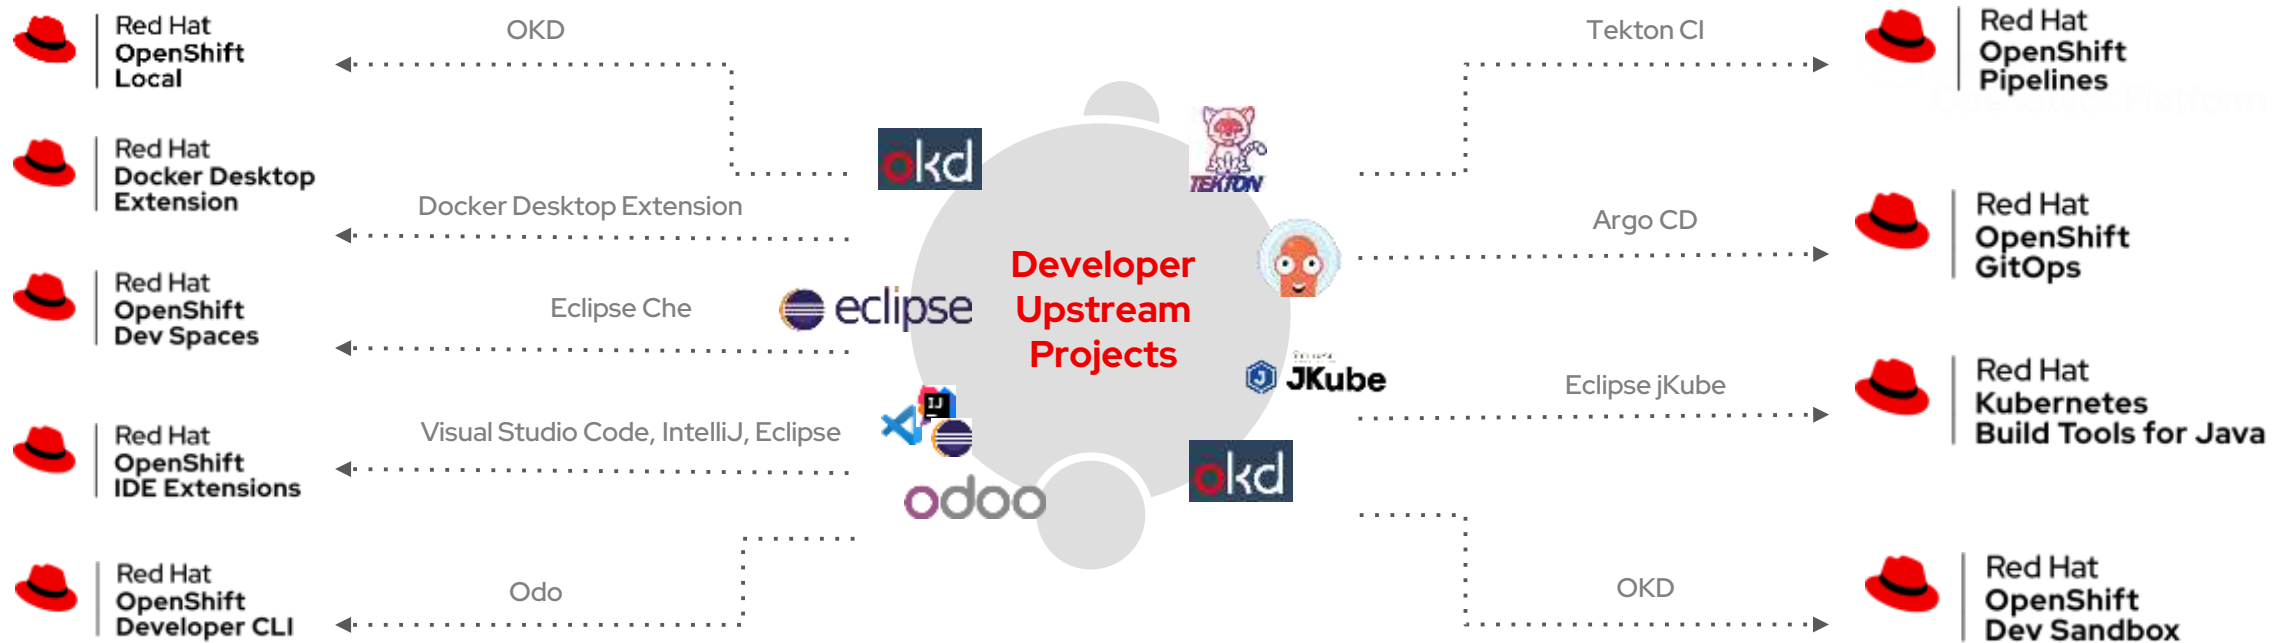 Red Hat
OpenShift
Local
OKD
Red Hat
Docker Desktop
Extension
Docker Desktop Extension
Red Hat
OpenShift
Dev Spaces
Eclipse Che
Red Hat
OpenShift
IDE Extensions
Visual Studio Code, IntelliJ, Eclipse
Red Hat
OpenShift
Developer CLI
Odo
okd
eclipse
IJ
odoo
Developer
Upstream
Projects
TEKTON
JKube
okd
Tekton CI
Red Hat
OpenShift
Pipelines
Argo CD
Red Hat
OpenShift
GitOps
Eclipse jKube
Red Hat
Kubernetes
Build Tools for Java
OKD
Red Hat
OpenShift
Dev Sandbox